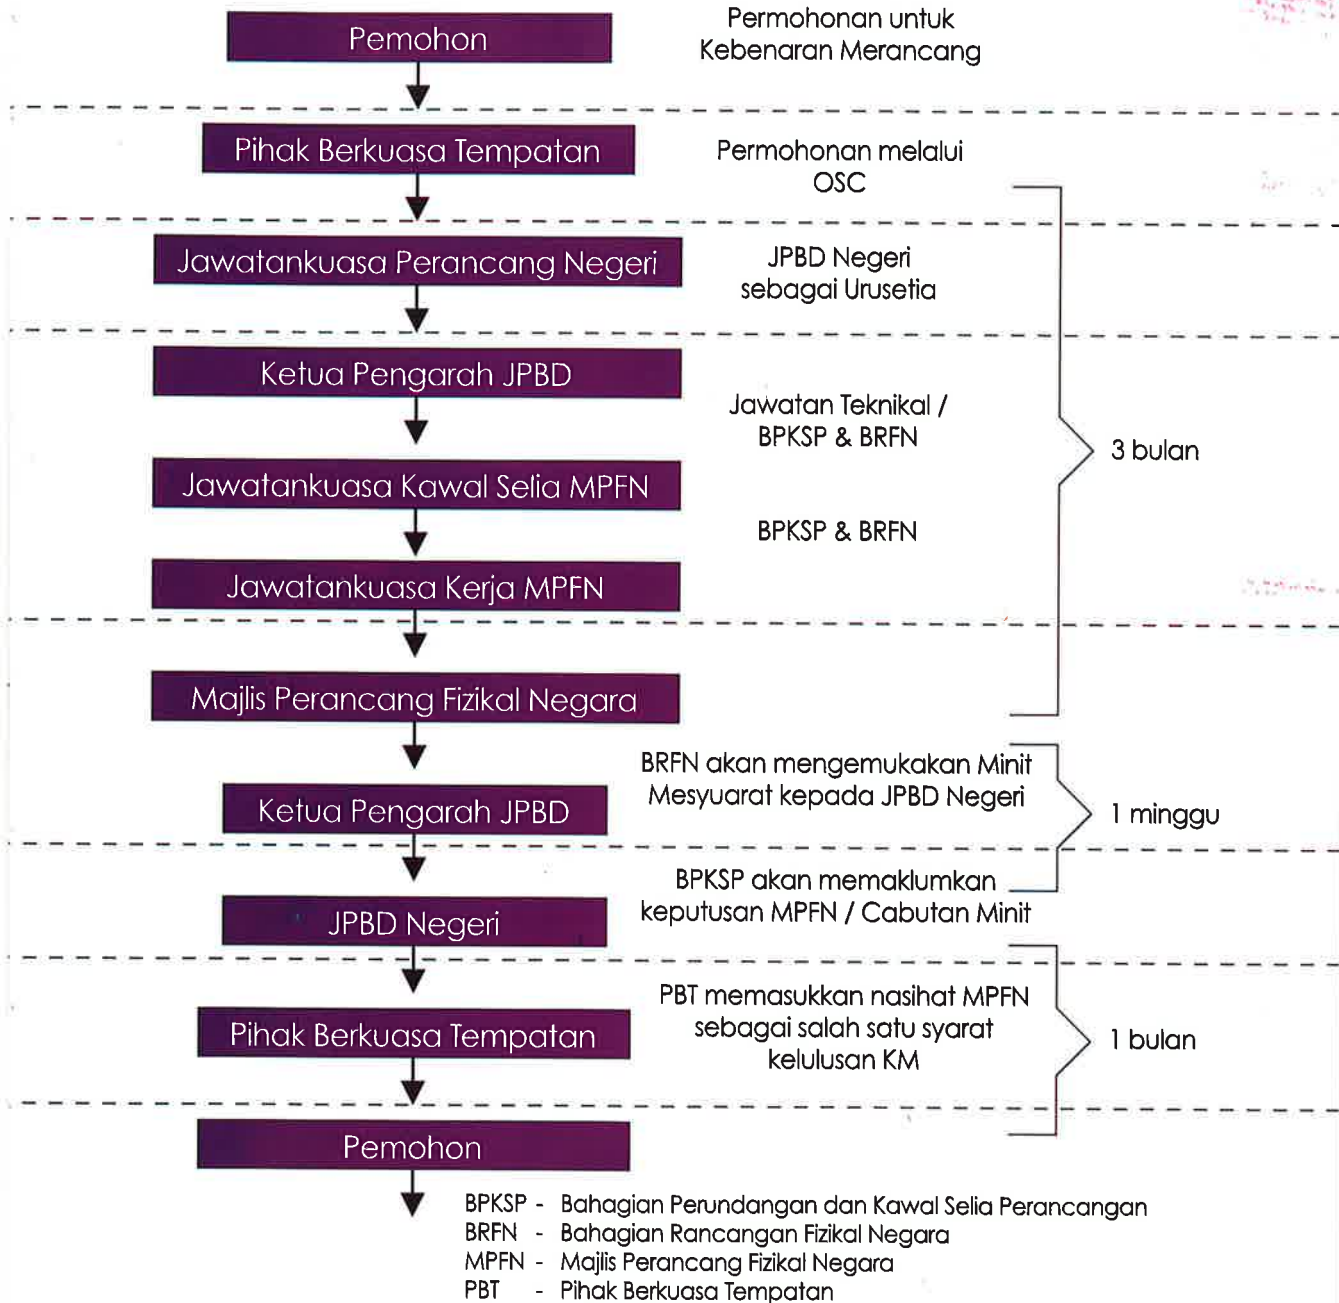 Pemohon
Permohonan untuk
Kebenaran Merancang
Pihak Berkuasa Tempatan
Permohonan melalui
OSC
Jawatankuasa Perancang Negeri
JPBD Negeri
sebagai Urusetia
Ketua Pengarah JPBD
Jawatan Teknikal /
BPKSP & BRFN
3 bulan
Jawatankuasa Kawal Selia MPFN
BPKSP & BRFN
Jawatankuasa Kerja MPFN
Majlis Perancang Fizikal Negara
BRFN akan mengemukakan Minit
Mesyuarat kepada JPBD Negeri
Ketua Pengarah JPBD
1 minggu
BPKSP akan memaklumkan
keputusan MPFN / Cabutan Minit
JPBD Negeri
PBT memasukkan nasihat MPFN
sebagai salah satu syarat
kelulusan KM
Pihak Berkuasa Tempatan
1 bulan
Pemohon
BPKSP - Bahagian Perundangan dan Kawal Selia Perancangan
BRFN - Bahagian Rancangan Fizikal Negara
MPFN - Majlis Perancang Fizikal Negara
PBT - Pihak Berkuasa Tempatan